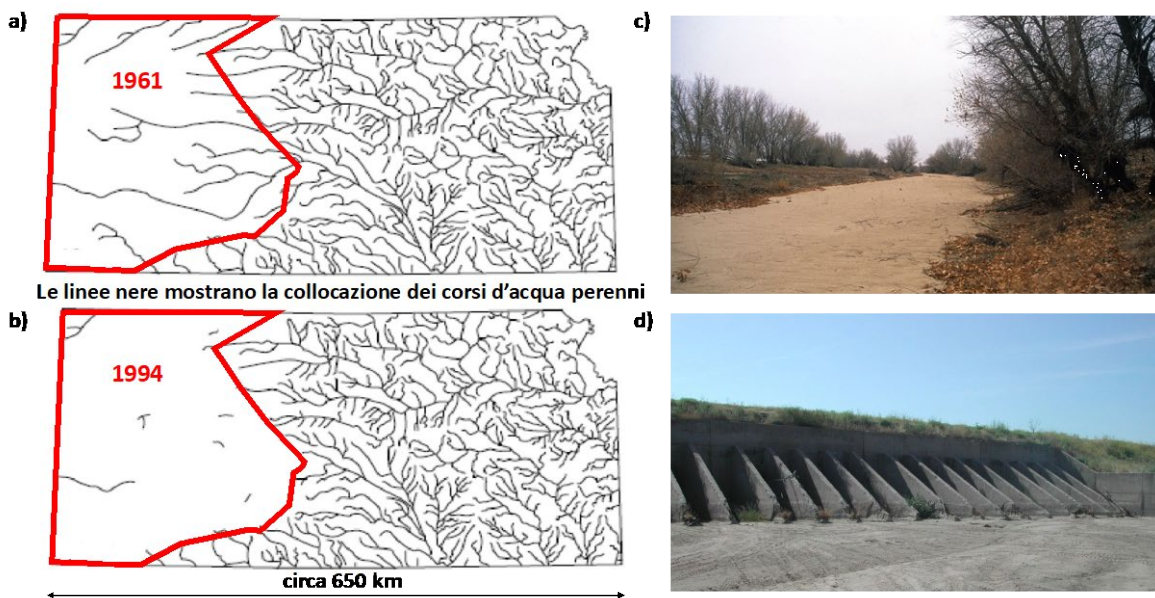 a)
1961
Le linee nere mostrano la collocazione dei corsi d'acqua perenni
b)
1994
circa 650 km
c)
d)